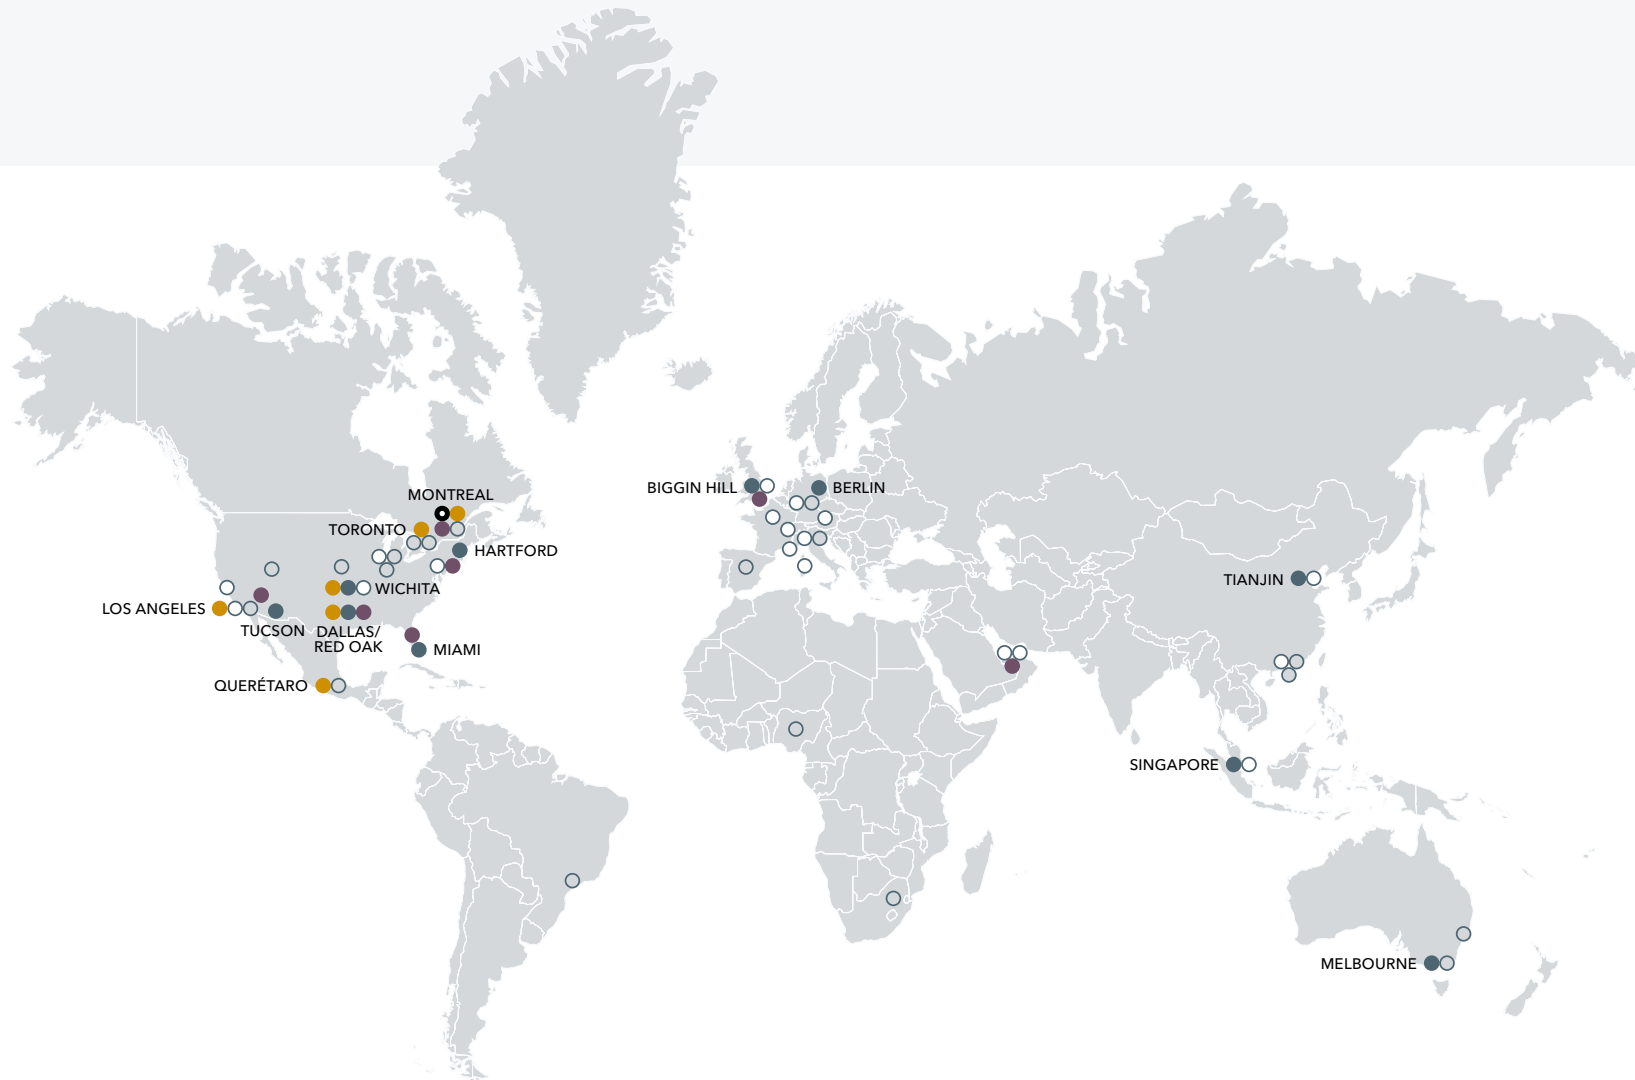 MONTREAL
TORONTO
HARTFORD
WICHITA
LOS ANGELES
TUCSON
DALLAS/
RED OAK
MIAMI
QUERÉTARO
BIGGIN HILL
BERLIN
TIANJIN
SINGAPORE
MELBOURNE